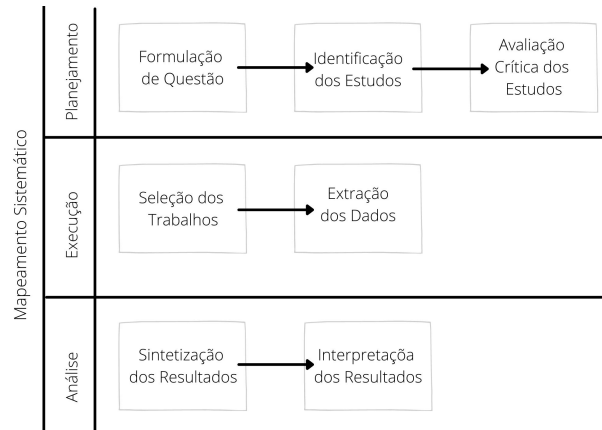 Mapeamento Sistemático
Planejamento
Formulação
de Questão
Identificação
dos Estudos
Avaliação
Crítica dos
Estudos
Execução
Seleção dos
Trabalhos
Extração
dos Dados
Análise
Sintetização
dos Resultados
Interpretaçõa
dos Resultados